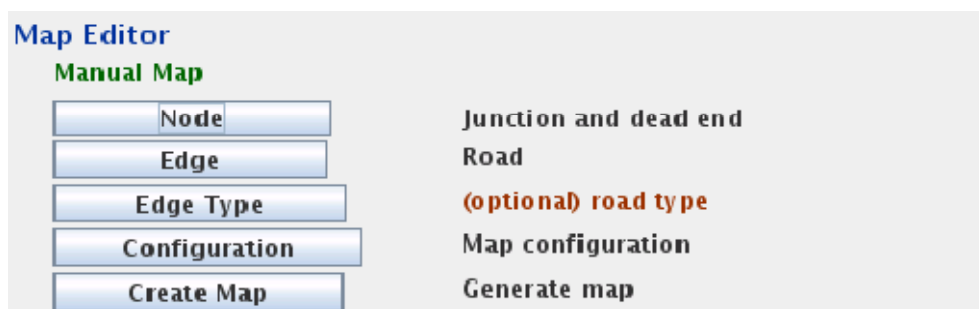 Map Editor
Manual Map
Node Junction and dead end
Edge Road
Edge Type (optional) road type
Configuration Map configuration
Create Map Generate map